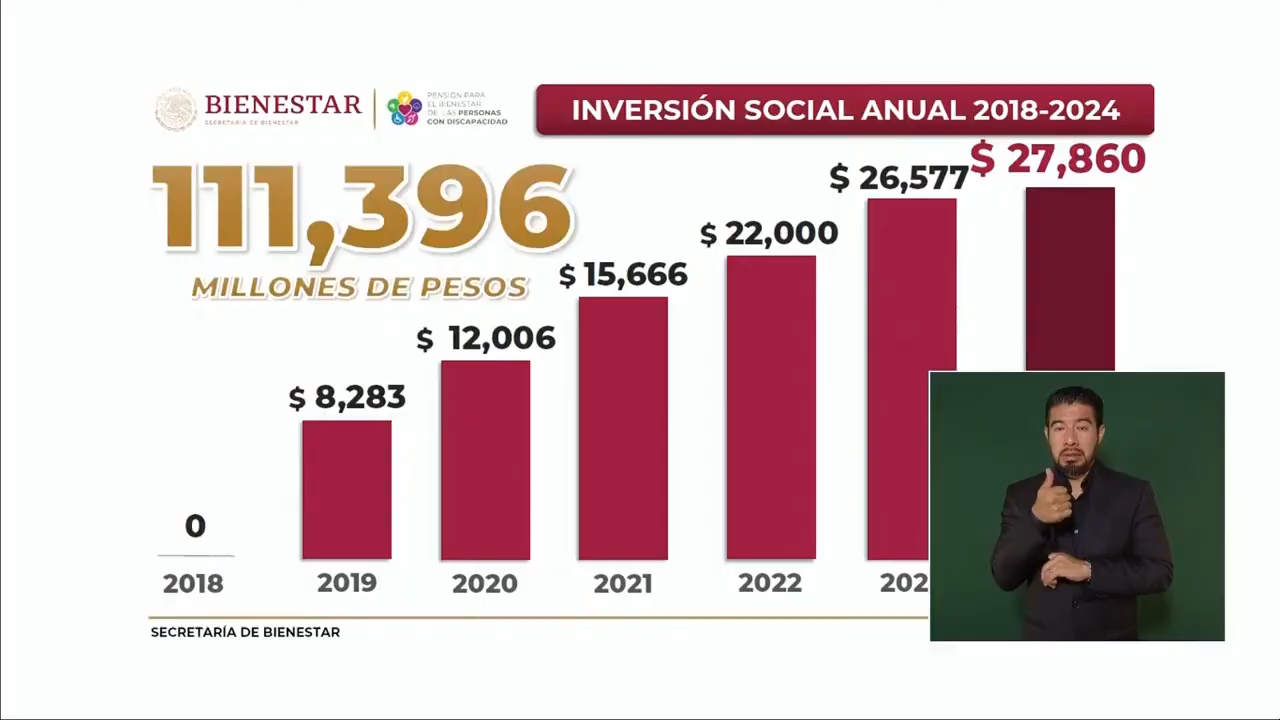 BIENESTAR
SECRETARÍA DE BIENESTAR
PENSIÓN PARA
EL BIENESTAR
DE LAS PERSONAS
CON DISCAPACIDAD
INVERSIÓN SOCIAL ANUAL 2018-2024
111,396
MILLONES DE PESOS
0
$ 8,283
$ 12,006
$ 15,666
$ 22,000
$ 26,577
$ 27,860
2018
2019
2020
2021
2022
202
SECRETARÍA DE BIENESTAR